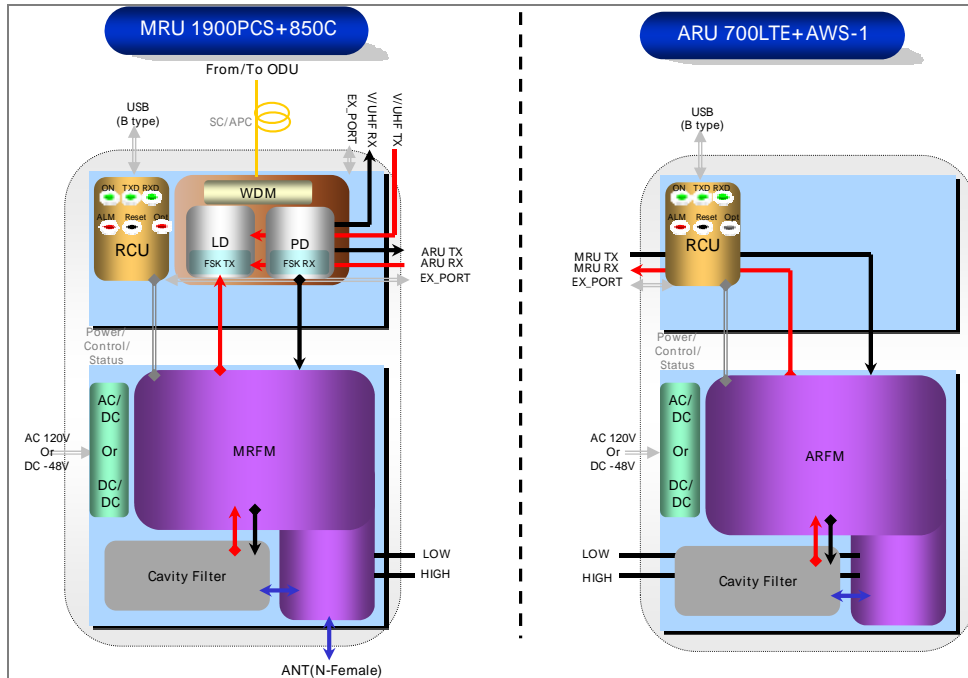 MRU 1900PCS+850C
From/To ODU
USB
(B type)
SC/APC
EX_PORT
V/UHF RX
V/UHF TX
ON TXD RXD
ALM Reset Opt
RCU
WDM
LD
PD
FSK TX
FSK RX
ARU TX
ARU RX
EX_PORT
Power/
Control/
Status
AC/
DC
Or
DC/
DC
AC 120V
Or
DC -48V
MRFM
Cavity Filter
LOW
HIGH
ANT(N-Female)
ARU 700LTE+AWS-1
USB
(B type)
ON TXD RXD
ALM Reset Opt
RCU
MRU TX
MRU RX
EX_PORT
Power/
Control/
Status
AC/
DC
Or
DC/
DC
AC 120V
Or
DC -48V
ARFM
LOW
HIGH
Cavity Filter